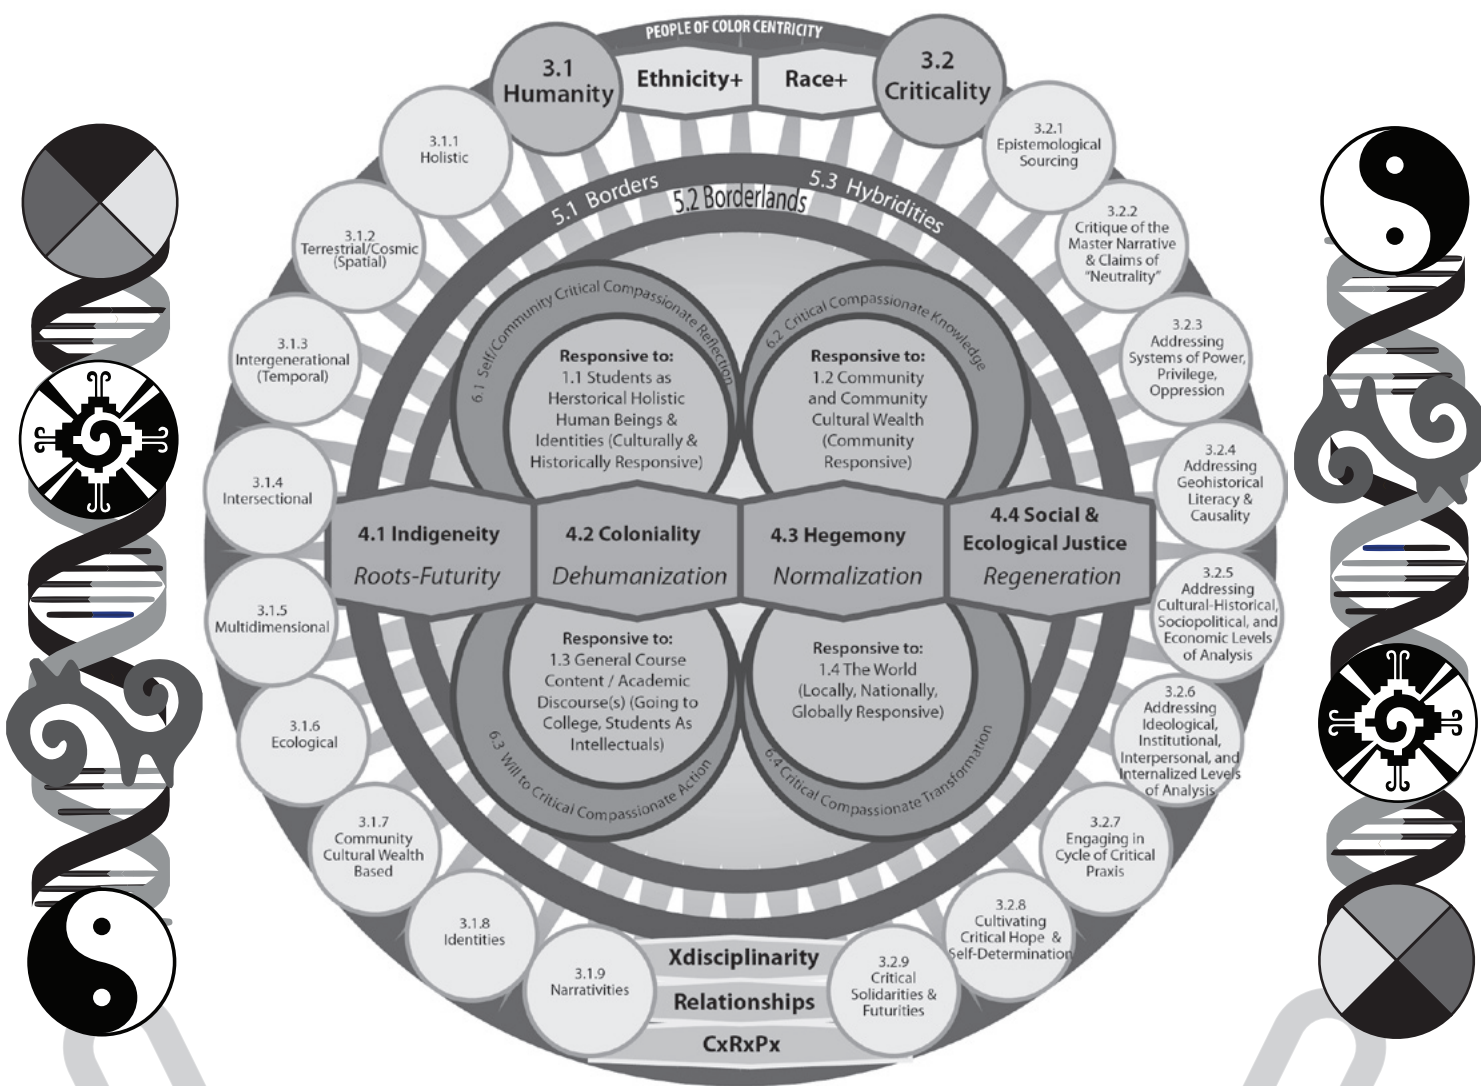 PEOPLE OF COLOR CENTRICITY
3.1
Humanity
Ethnicity+
Race+
3.2
Criticality
3.1.1
Holistic
3.1.2
Terrestrial/Cosmic
(Spatial)
3.1.3
Intergenerational
(Temporal)
3.1.4
Intersectional
3.1.5
Multidimensional
3.1.6
Ecological
3.1.7
Community
Cultural Wealth
Based
3.1.8
Identities
3.1.9
Narrativities
3.2.1
Epistemological
Sourcing
3.2.2
Critique of the
Master Narrative
& Claims of
"Neutrality"
3.2.3
Addressing
Systems of Power,
Privilege,
Oppression
3.2.4
Addressing
Geohistorical
Literacy &
Causality
3.2.5
Addressing
Cultural-Historical,
Sociopolitical, and
Economic Levels
of Analysis
3.2.6
Addressing
Ideological,
Institutional,
Interpersonal, and
Internalized Levels
of Analysis
3.2.7
Engaging in
Cycle of Critical
Praxis
3.2.8
Cultivating
Critical Hope &
Self-Determination
3.2.9
Critical
Solidarities &
Futurities
5.1 Borders
5.2 Borderlands
5.3 Hybridities
6.1 Self/Community Critical Compassionate Reflection
Responsive to:
1.1 Students as
Herstorical Holistic
Human Beings &
Identities (Culturally &
Historically Responsive)
6.2 Critical Compassionate Knowledge
Responsive to:
1.2 Community
and Community
Cultural Wealth
(Community
Responsive)
4.1 Indigeneity
Roots-Futurity
4.2 Coloniality
Dehumanization
4.3 Hegemony
Normalization
4.4 Social &
Ecological Justice
Regeneration
Responsive to:
1.3 General Course
Content / Academic
Discourse(s) (Going to
College, Students As
Intellectuals)
6.3 Will to Critical Compassionate Action
Responsive to:
1.4 The World
(Locally, Nationally,
Globally Responsive)
6.4 Critical Compassionate Transformation
Xdisciplinarity
Relationships
CxRxPx